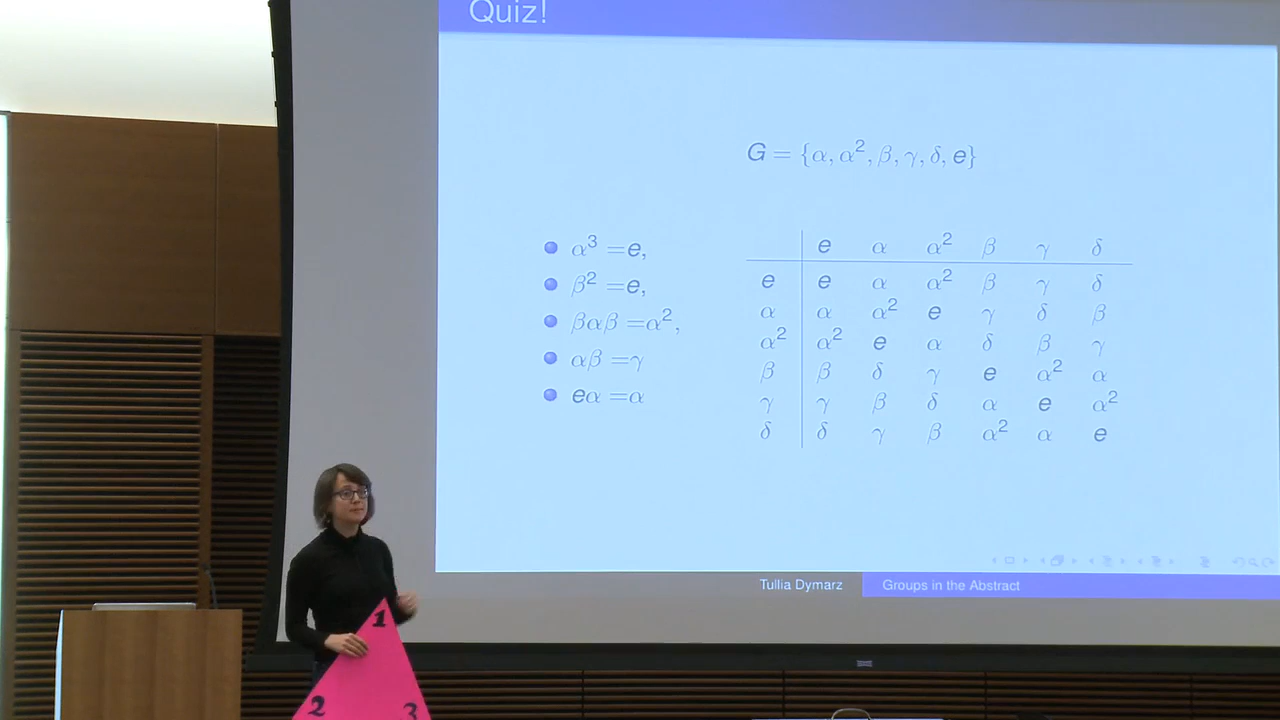 Quiz!
G = {α, α², β, γ, δ, e}
α³ = e,
β² = e,
βαβ = α²,
αβ = γ
eα = α
e α α² β γ δ
e e α α² β γ δ
α α α² e γ δ β
α² α² e α δ β γ
β β δ γ e α² α
γ γ β δ α e α²
δ δ γ β α² α e
Tullia Dymarz Groups in the Abstract
1
2 3